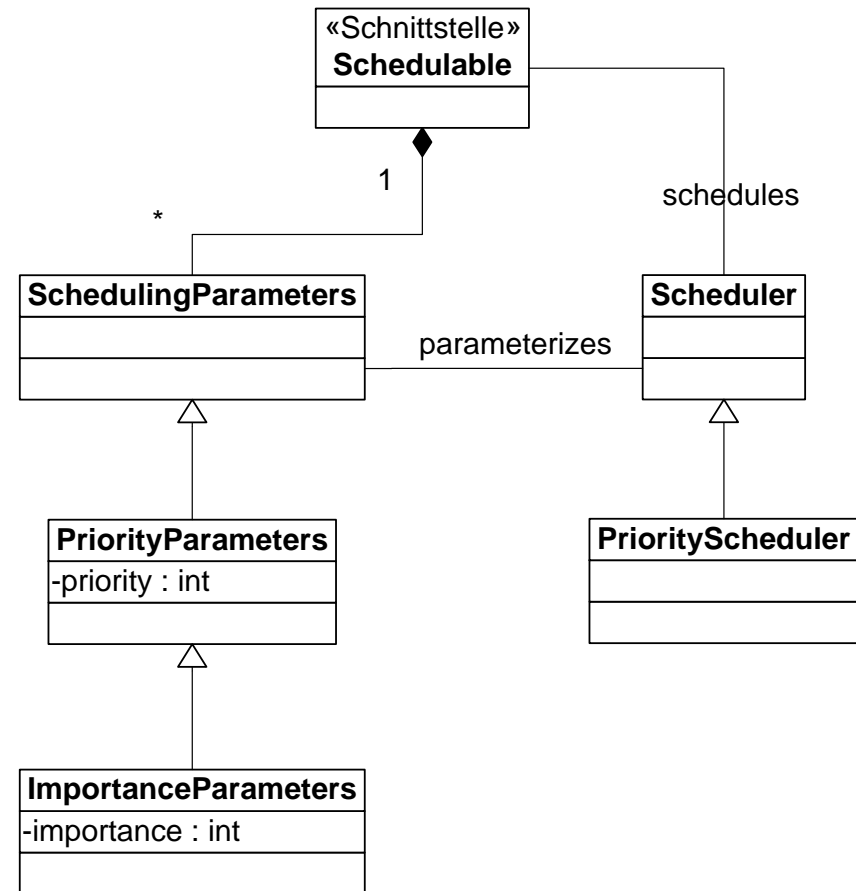 «Schnittstelle»
Schedulable
1
schedules
*
SchedulingParameters
Scheduler
parameterizes
PriorityParameters
-priority : int
PriorityScheduler
ImportanceParameters
-importance : int